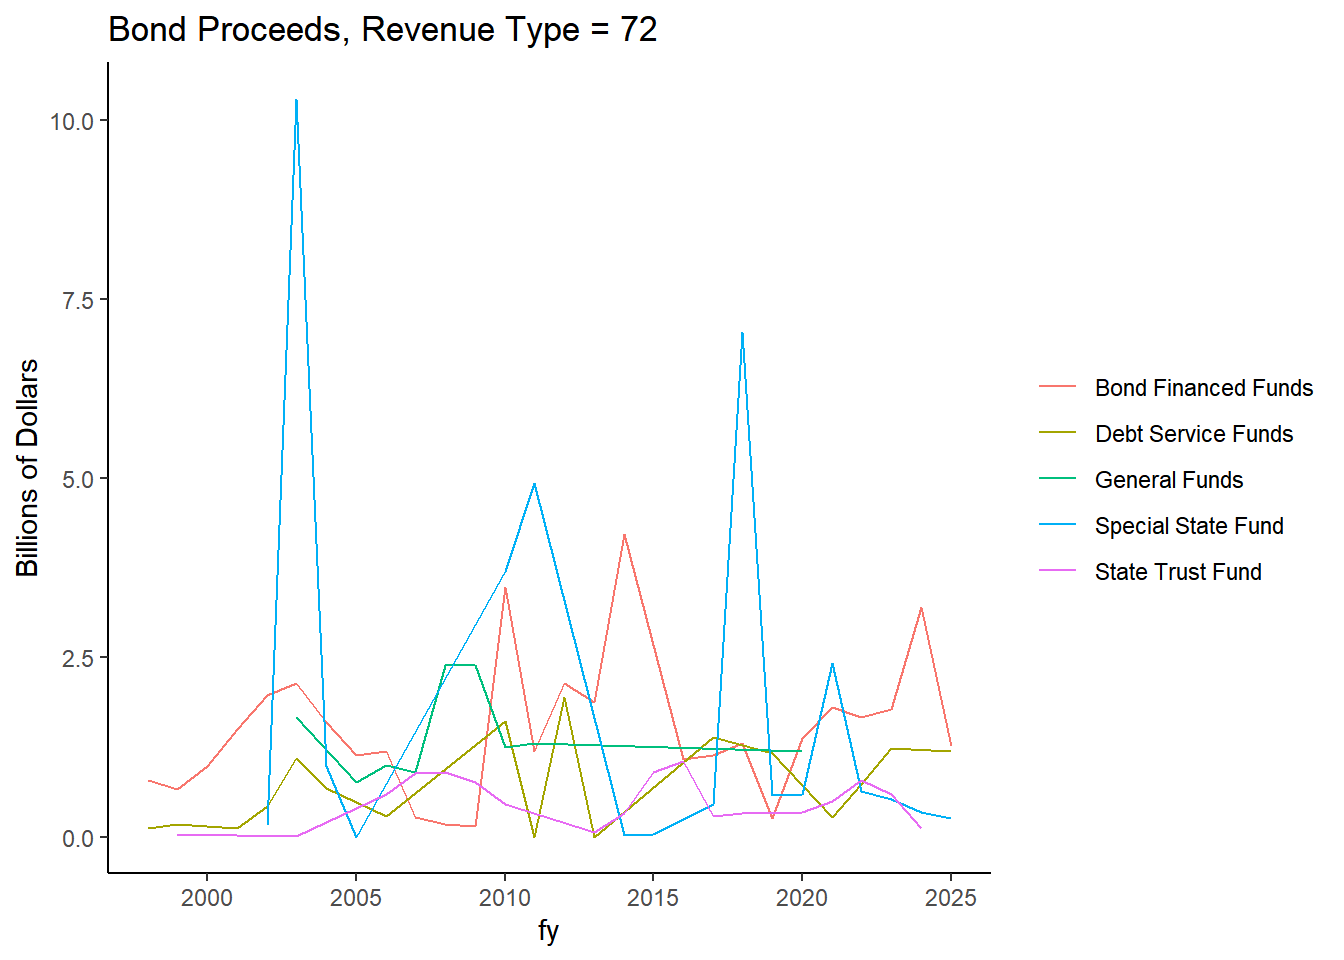 Bond Proceeds, Revenue Type = 72
10.0
7.5
5.0
2.5
0.0
Billions of Dollars
2000 2005 2010 2015 2020 2025
fy
Bond Financed Funds
Debt Service Funds
General Funds
Special State Fund
State Trust Fund